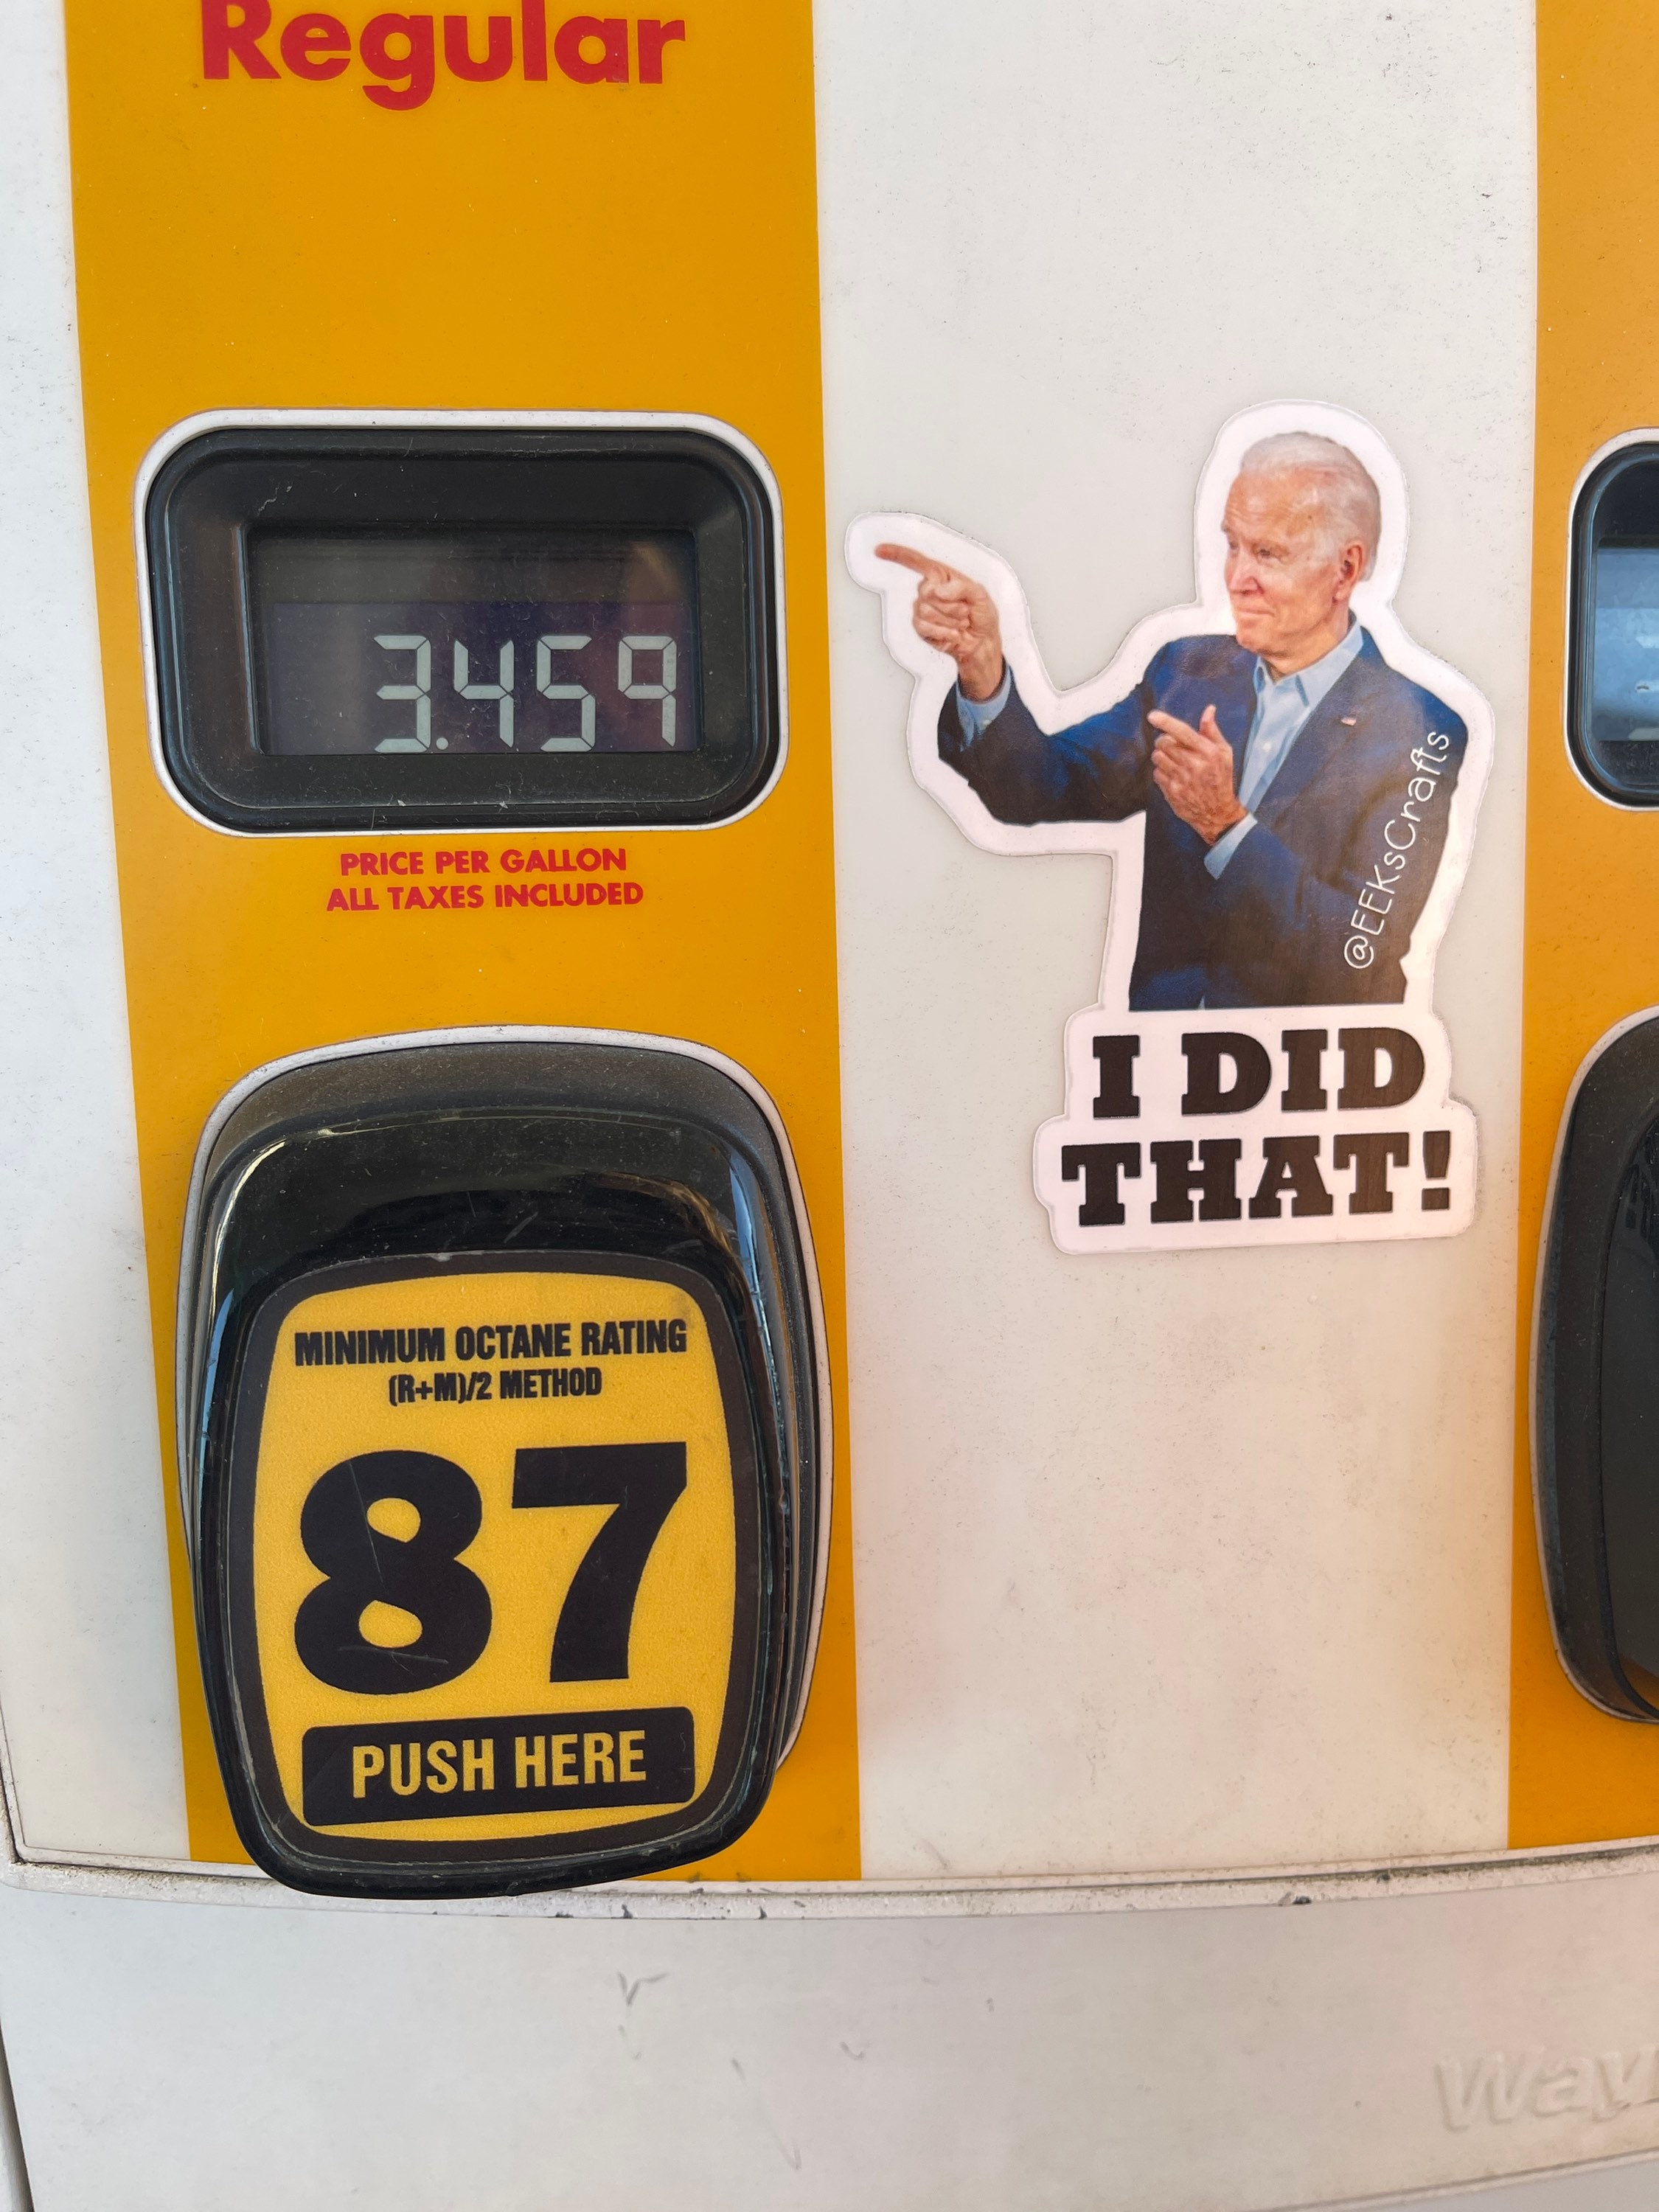 Regular
3.459
PRICE PER GALLON
ALL TAXES INCLUDED
@EEKsCrafts
I DID
THAT!
MINIMUM OCTANE RATING
(R+M)/2 METHOD
87
PUSH HERE